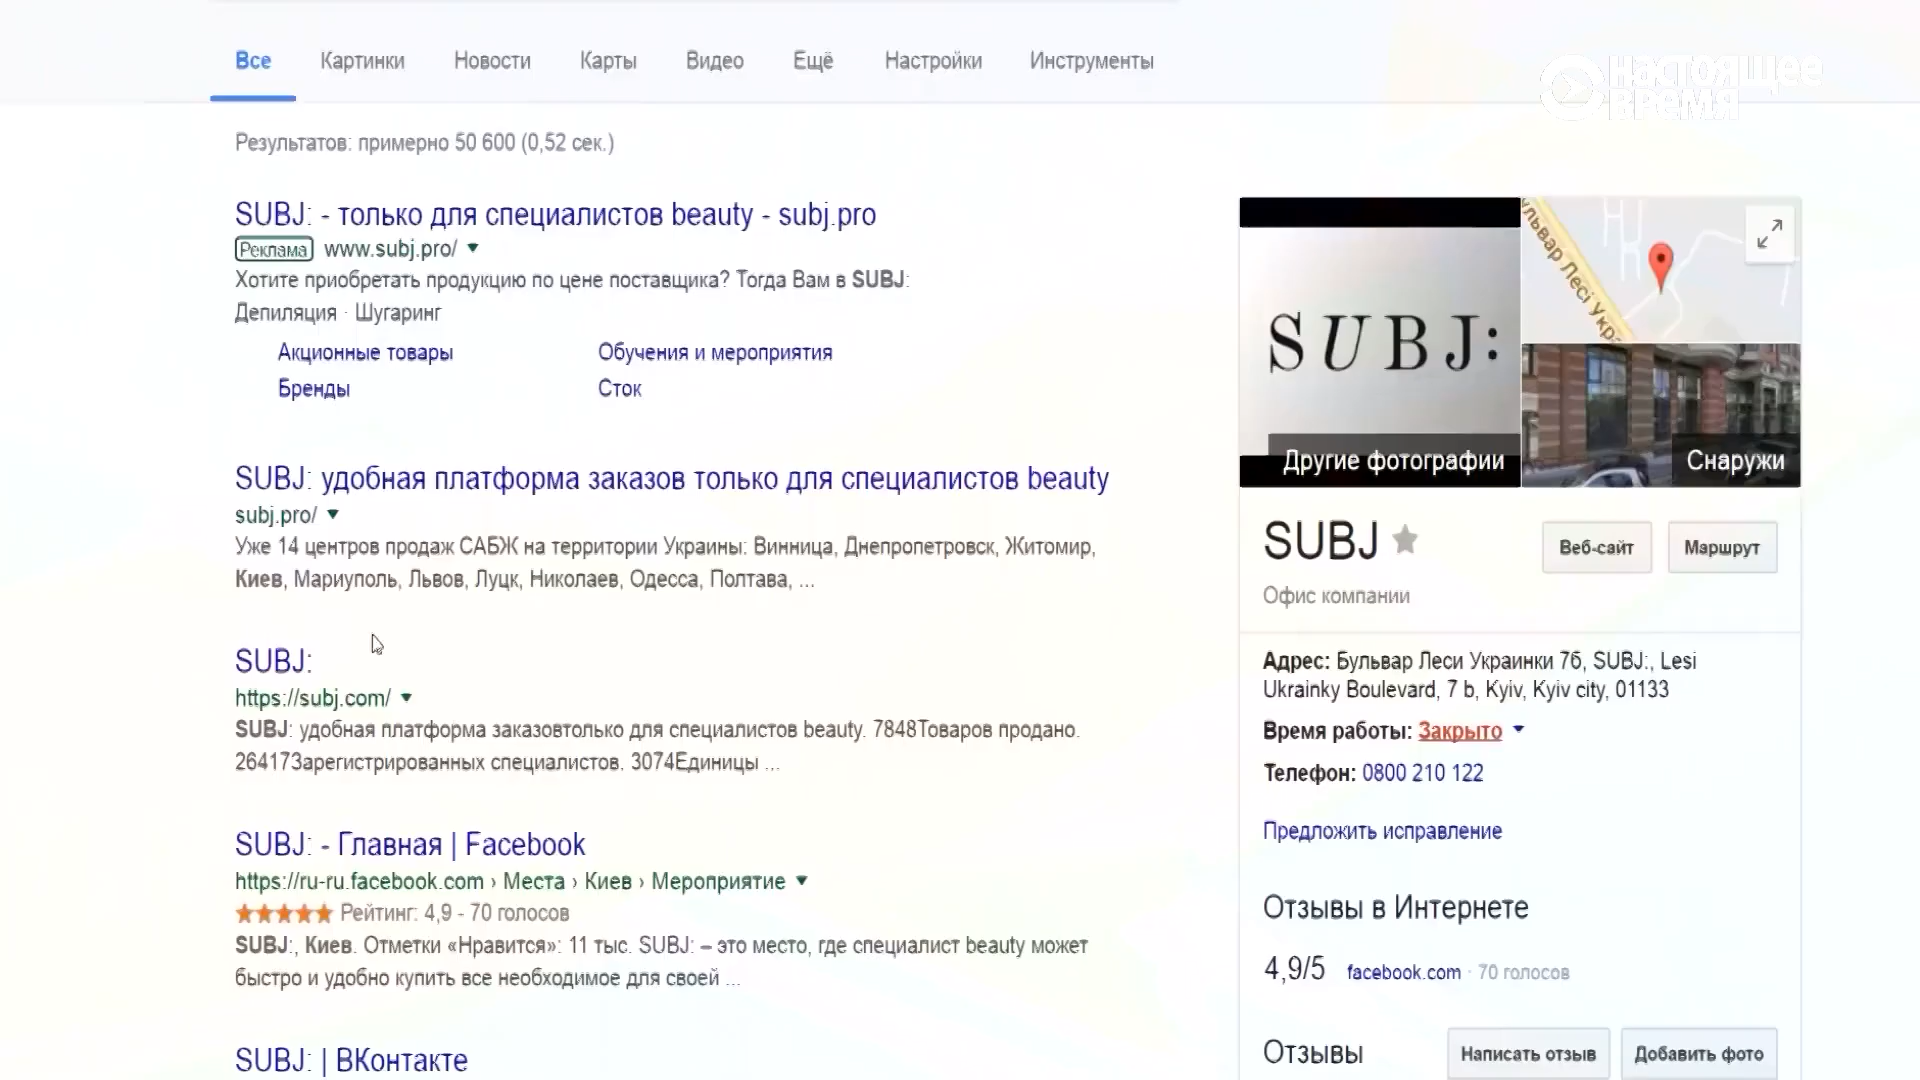 Все Картинки Новости Карты Видео Ещё Настройки Инструменты
настоящее
время
Результатов: примерно 50 600 (0,52 сек.)
SUBJ: - только для специалистов beauty - subj.pro
Реклама www.subj.pro/
Хотите приобретать продукцию по цене поставщика? Тогда Вам в SUBJ:
Депиляция · Шугаринг
Акционные товары Обучения и мероприятия
Бренды Сток
SUBJ: удобная платформа заказов только для специалистов beauty
subj.pro/
Уже 14 центров продаж САБЖ на территории Украины: Винница, Днепропетровск, Житомир,
Киев, Мариуполь, Львов, Луцк, Николаев, Одесса, Полтава, ...
SUBJ:
https://subj.com/
SUBJ: удобная платформа заказовтолько для специалистов beauty. 7848Товаров продано.
26417Зарегистрированных специалистов. 3074Единицы ...
SUBJ: - Главная | Facebook
https://ru-ru.facebook.com › Места › Киев › Мероприятие
Рейтинг: 4,9 - 70 голосов
SUBJ:, Киев. Отметки «Нравится»: 11 тыс. SUBJ: – это место, где специалист beauty может
быстро и удобно купить все необходимое для своей ...
SUBJ: | ВКонтакте
SUBJ:
ульвар Лесі Укра
Другие фотографии
Снаружи
SUBJ
Веб-сайт Маршрут
Офис компании
Адрес: Бульвар Леси Украинки 7б, SUBJ:, Lesi
Ukrainky Boulevard, 7 b, Kyiv, Kyiv city, 01133
Время работы: Закрыто
Телефон: 0800 210 122
Предложить исправление
Отзывы в Интернете
4,9/5 facebook.com · 70 голосов
Отзывы Написать отзыв Добавить фото